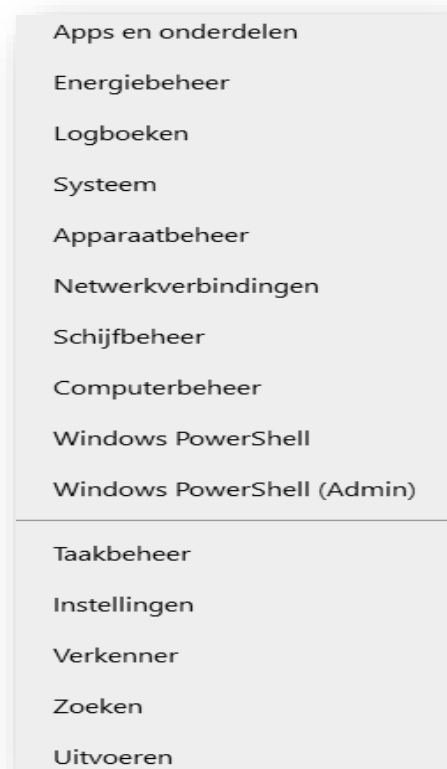 Apps en onderdelen
Energiebeheer
Logboeken
Systeem
Apparaatbeheer
Netwerkverbindingen
Schijfbeheer
Computerbeheer
Windows PowerShell
Windows PowerShell (Admin)
Taakbeheer
Instellingen
Verkenner
Zoeken
Uitvoeren